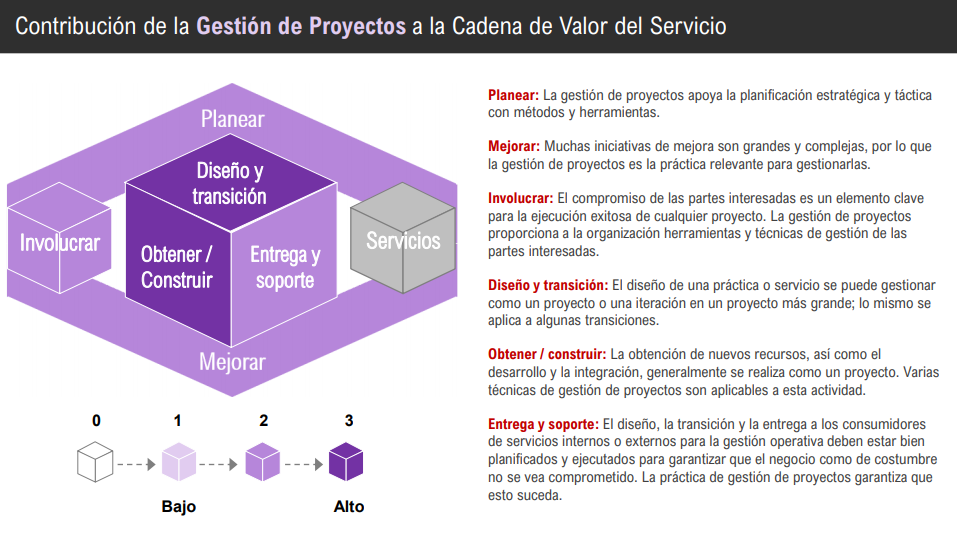 Contribución de la Gestión de Proyectos a la Cadena de Valor del Servicio
Planear
Diseño y
transición
Involucrar
Obtener /
Construir
Entrega y
soporte
Servicios
Mejorar
0 1 2 3
Bajo Alto
Planear: La gestión de proyectos apoya la planificación estratégica y táctica
con métodos y herramientas.
Mejorar: Muchas iniciativas de mejora son grandes y complejas, por lo que
la gestión de proyectos es la práctica relevante para gestionarlas.
Involucrar: El compromiso de las partes interesadas es un elemento clave
para la ejecución exitosa de cualquier proyecto. La gestión de proyectos
proporciona a la organización herramientas y técnicas de gestión de las
partes interesadas.
Diseño y transición: El diseño de una práctica o servicio se puede gestionar
como un proyecto o una iteración en un proyecto más grande; lo mismo se
aplica a algunas transiciones.
Obtener / construir: La obtención de nuevos recursos, así como el
desarrollo y la integración, generalmente se realiza como un proyecto. Varias
técnicas de gestión de proyectos son aplicables a esta actividad.
Entrega y soporte: El diseño, la transición y la entrega a los consumidores
de servicios internos o externos para la gestión operativa deben estar bien
planificados y ejecutados para garantizar que el negocio como de costumbre
no se vea comprometido. La práctica de gestión de proyectos garantiza que
esto suceda.